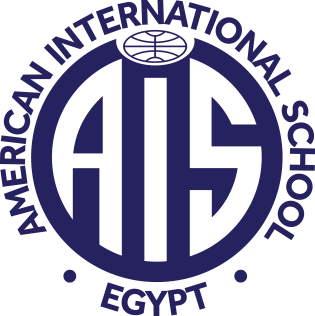 AMERICAN INTERNATIONAL SCHOOL
AIS
EGYPT